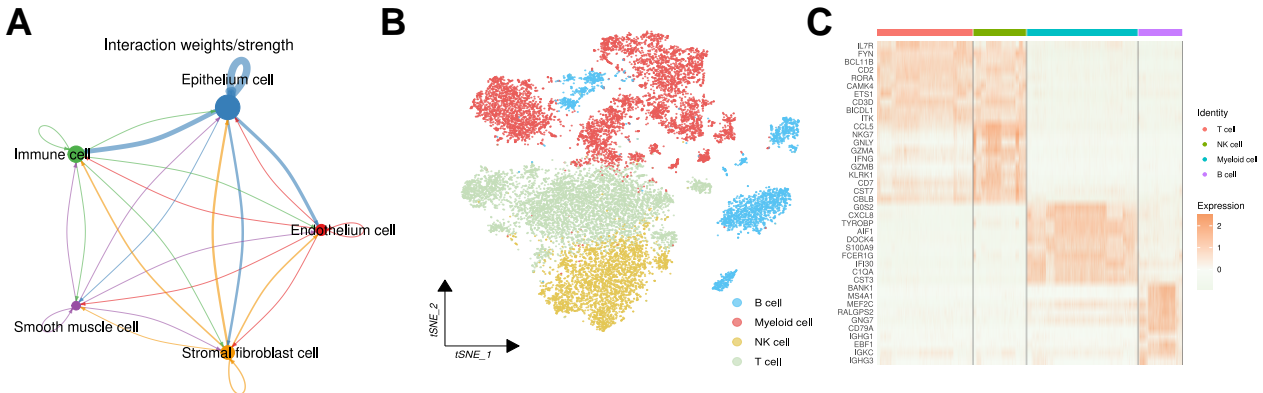 A
Interaction weights/strength
Epithelium cell
Immune cell
Endothelium cell
Smooth muscle cell
Stromal fibroblast cell
B
tSNE_2
tSNE_1
B cell
Myeloid cell
NK cell
T cell
C
IL7R
FYN
BCL11B
CD2
RORA
CAMK4
ETS1
CD3D
BICDL1
ITK
CCL5
NKG7
GNLY
GZMA
IFNG
GZMB
KLRK1
CD7
CST7
CBLB
G0S2
CXCL8
TYROBP
AIF1
DOCK4
S100A9
FCER1G
IFI30
C1QA
CST3
BANK1
MS4A1
MEF2C
RALGPS2
GNG7
CD79A
IGHG1
EBF1
IGKC
IGHG3
Identity
T cell
NK cell
Myeloid cell
B cell
Expression
2
1
0